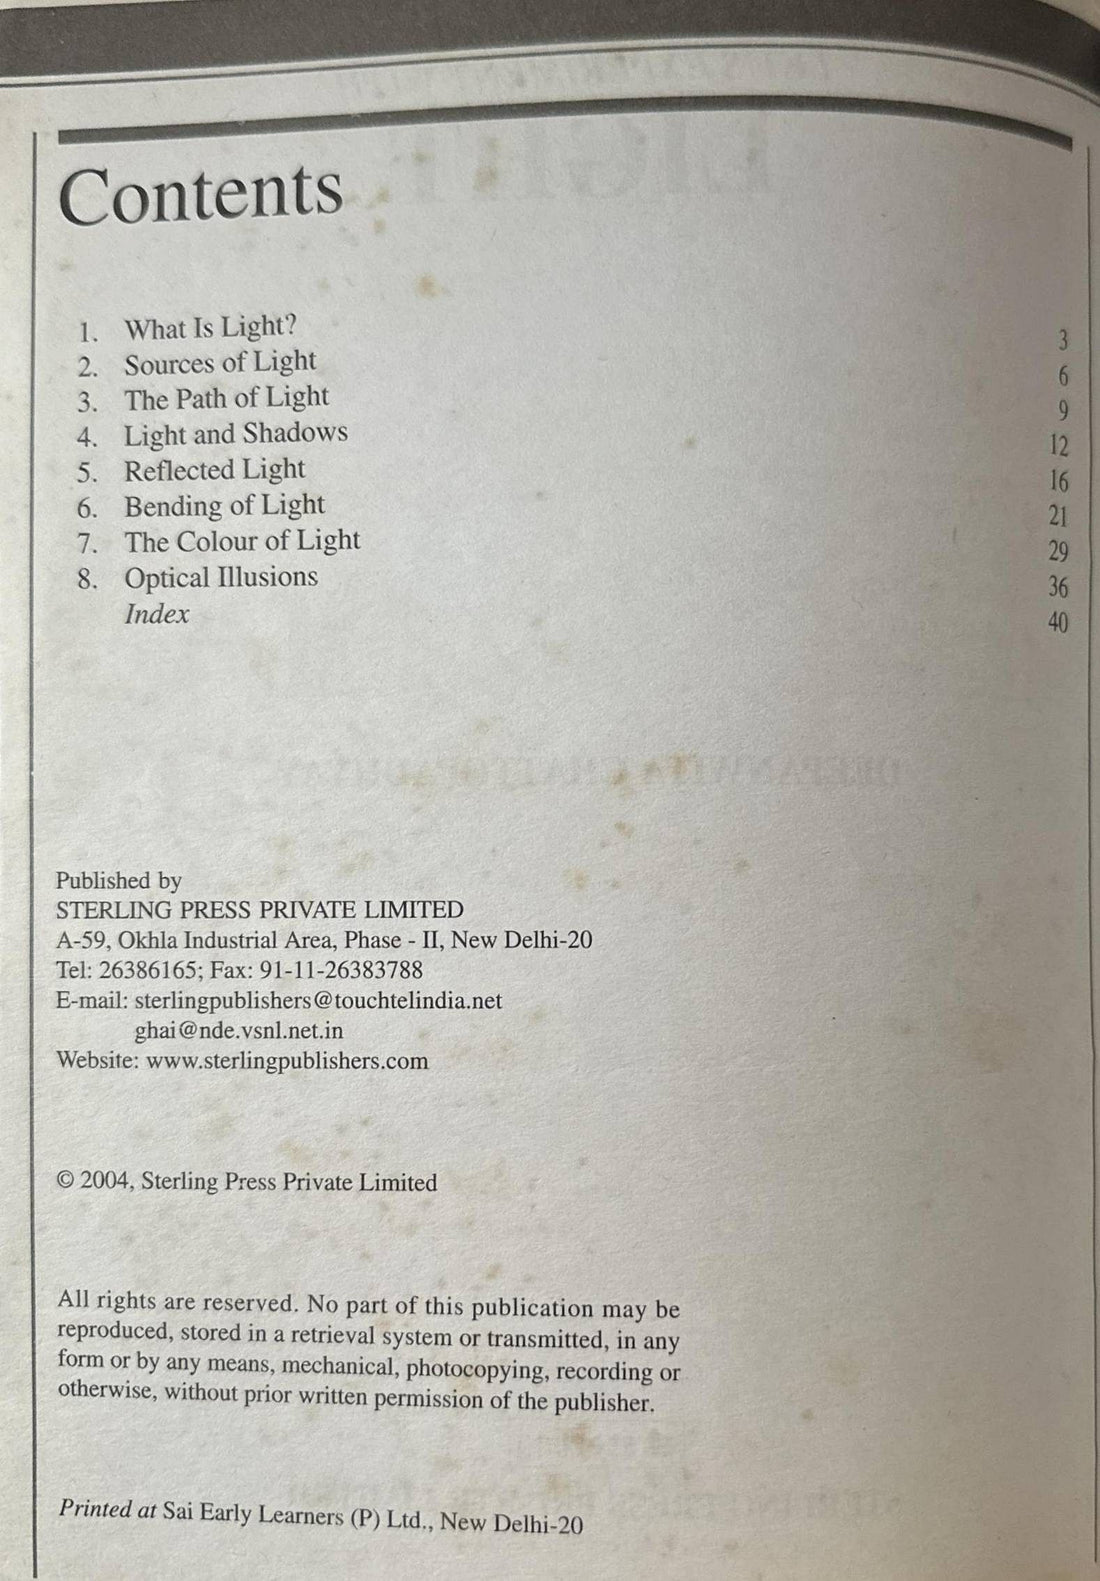 Contents
1. What Is Light? 3
2. Sources of Light 6
3. The Path of Light 9
4. Light and Shadows 12
5. Reflected Light 16
6. Bending of Light 21
7. The Colour of Light 29
8. Optical Illusions 36
Index 40
Published by
STERLING PRESS PRIVATE LIMITED
A-59, Okhla Industrial Area, Phase - II, New Delhi-20
Tel: 26386165; Fax: 91-11-26383788
E-mail: sterlingpublishers@touchtelindia.net
ghai@nde.vsnl.net.in
Website: www.sterlingpublishers.com
© 2004, Sterling Press Private Limited
All rights are reserved. No part of this publication may be
reproduced, stored in a retrieval system or transmitted, in any
form or by any means, mechanical, photocopying, recording or
otherwise, without prior written permission of the publisher.
Printed at Sai Early Learners (P) Ltd., New Delhi-20